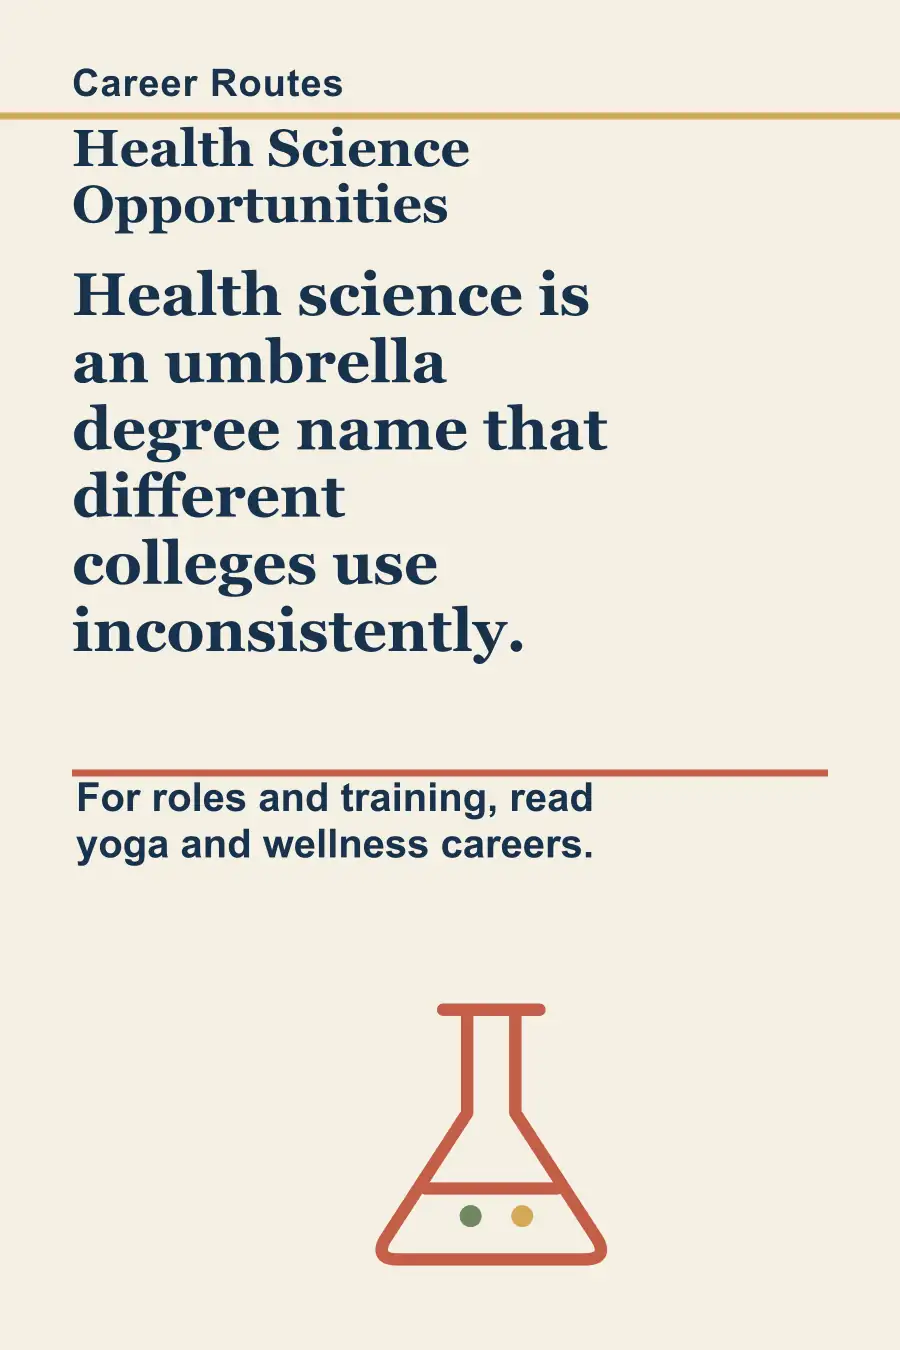 Career Routes
Health Science
Opportunities
Health science is
an umbrella
degree name that
different
colleges use
inconsistently.
For roles and training, read
yoga and wellness careers.